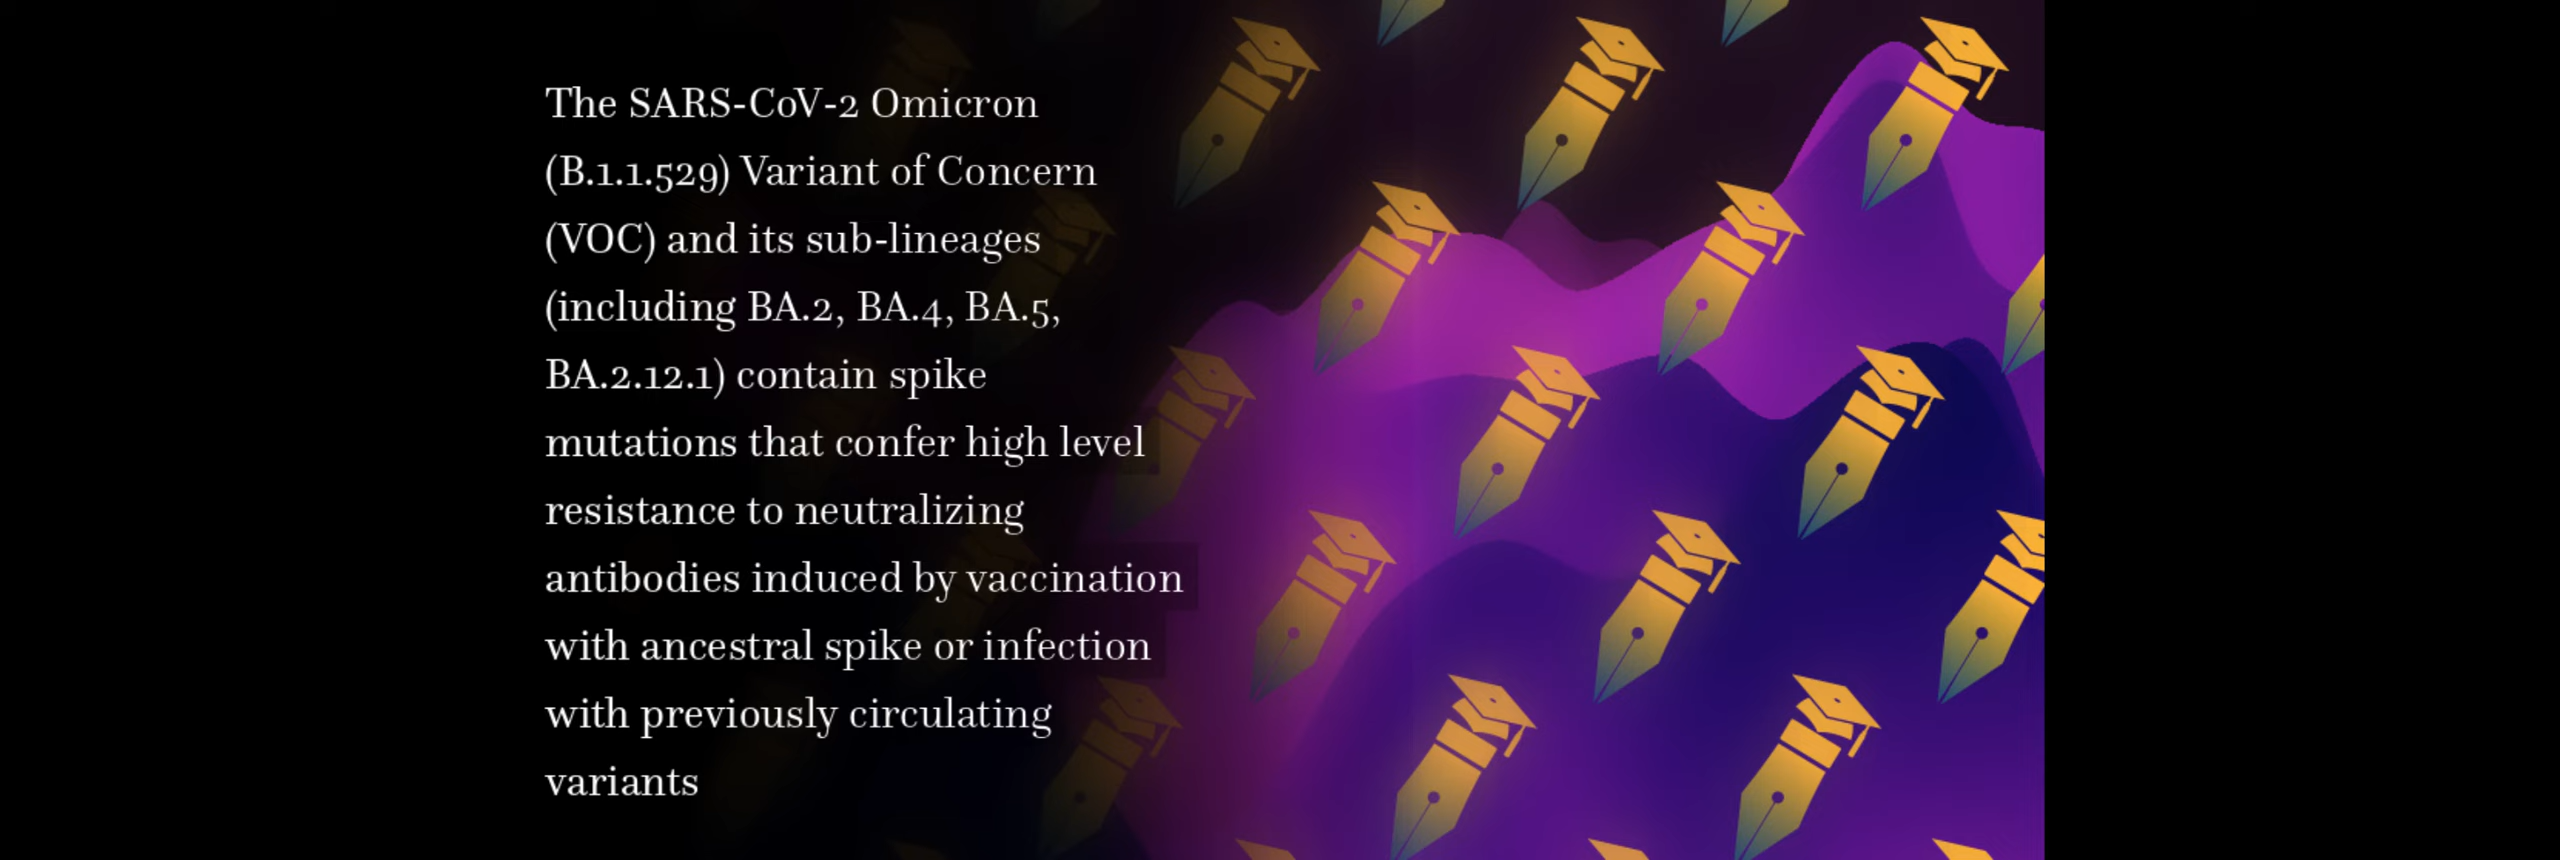 The SARS-CoV-2 Omicron
(B.1.1.529) Variant of Concern
(VOC) and its sub-lineages
(including BA.2, BA.4, BA.5,
BA.2.12.1) contain spike
mutations that confer high level
resistance to neutralizing
antibodies induced by vaccination
with ancestral spike or infection
with previously circulating
variants